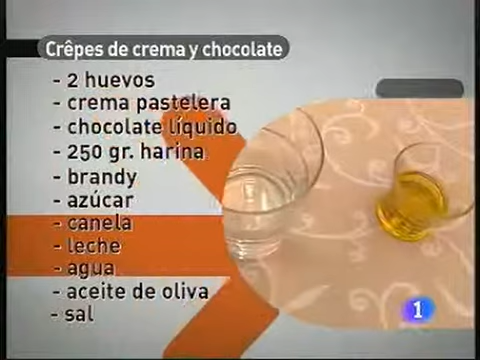 Crêpes de crema y chocolate
- 2 huevos
- crema pastelera
- chocolate líquido
- 250 gr. harina
- brandy
- azúcar
- canela
- leche
- agua
- aceite de oliva
- sal
1